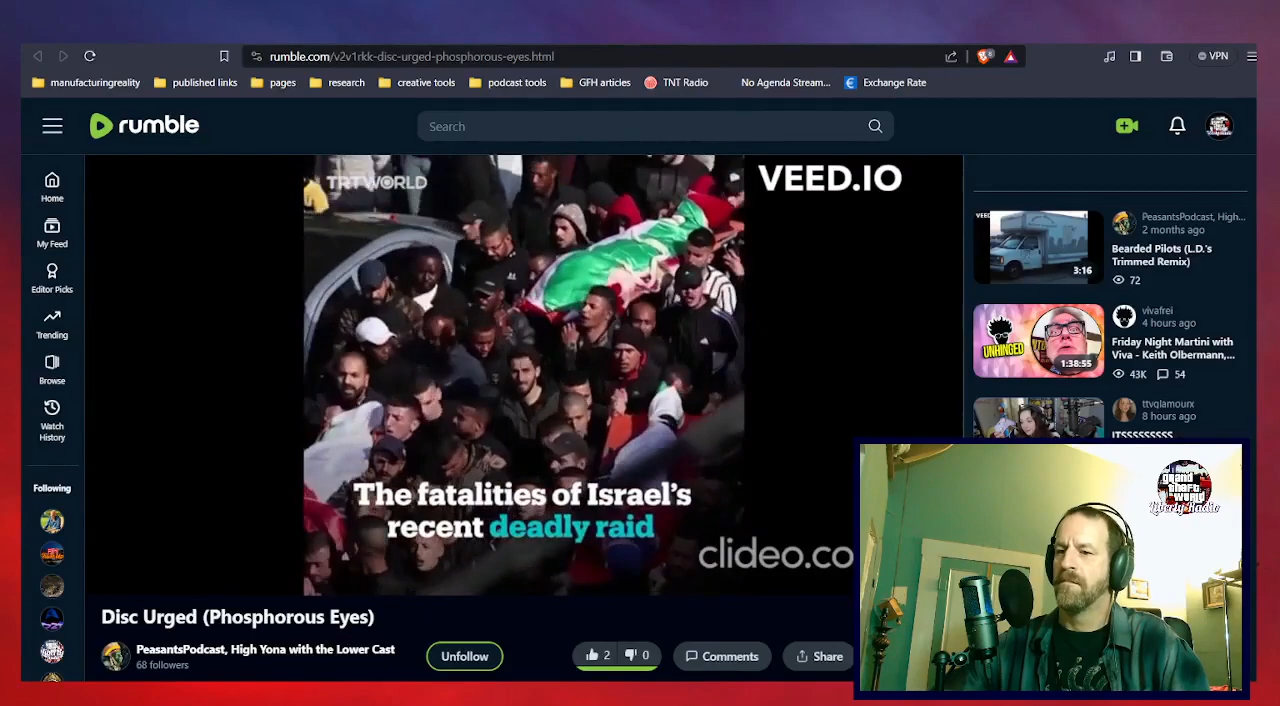 rumble.com/v2v1rkk-disc-urged-phosphorous-eyes.html
VPN
manufacturingreality
published links
pages
research
creative tools
podcast tools
GFH articles
TNT Radio
No Agenda Stream...
Exchange Rate
rumble
Search
Home
My Feed
Editor Picks
Trending
Browse
Watch
History
Following
TRTWORLD
VEED.IO
The fatalities of Israel's
recent deadly raid
clideo.co
Disc Urged (Phosphorous Eyes)
PeasantsPodcast, High Yona with the Lower Cast
68 followers
Unfollow
2
0
Comments
Share
3:16
PeasantsPodcast, High...
2 months ago
Bearded Pilots (L.D.'s
Trimmed Remix)
72
UNHINGED
1:38:55
vivafrei
4 hours ago
Friday Night Martini with
Viva - Keith Olbermann,...
43K
54
ttvglamourx
8 hours ago
ITSSSSSSSS
grand
theft
world
Liberty Radio